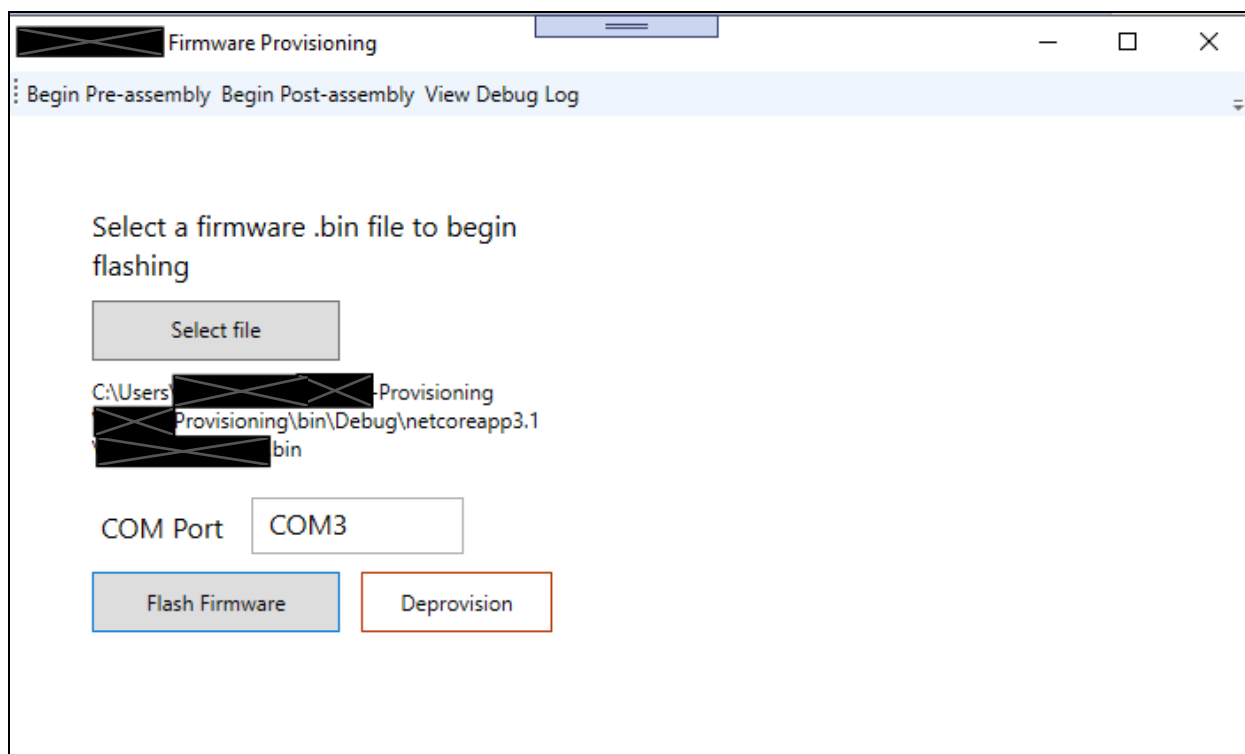 Firmware Provisioning
Begin Pre-assembly Begin Post-assembly View Debug Log
Select a firmware .bin file to begin
flashing
Select file
C:\Users\ -Provisioning
\ Provisioning\bin\Debug\netcoreapp3.1
\ .bin
COM Port COM3
Flash Firmware Deprovision